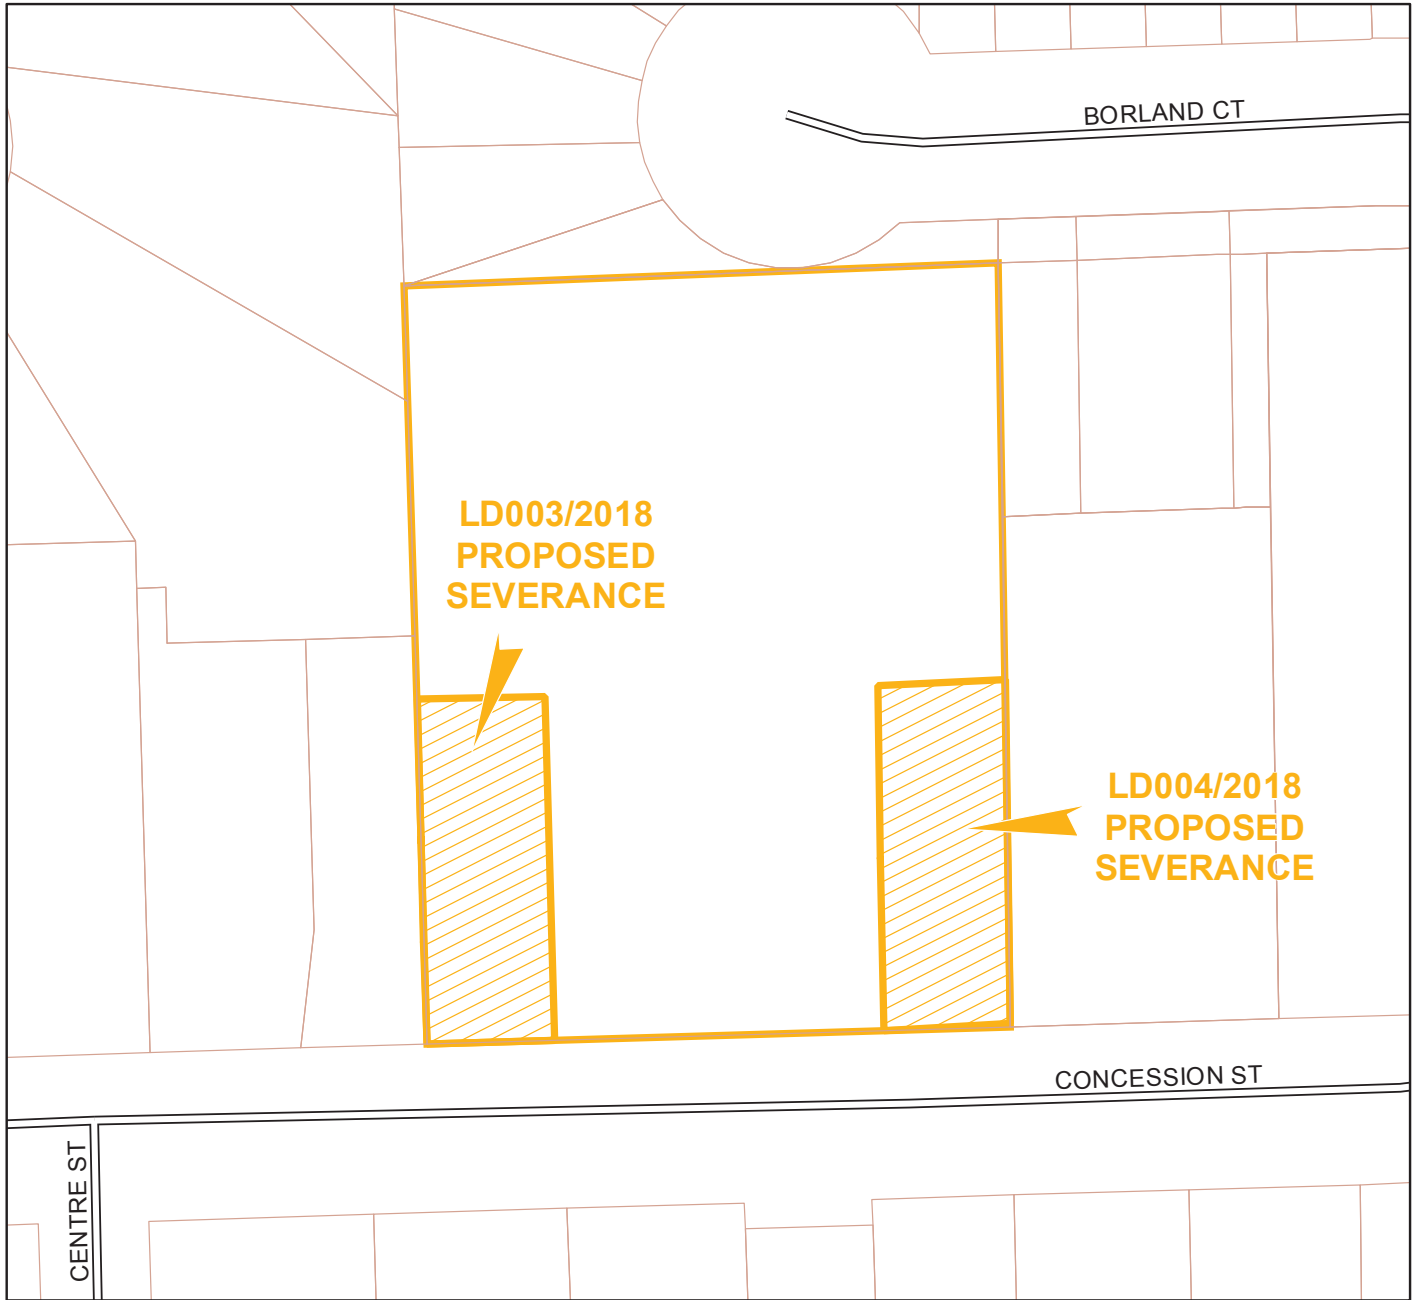 BORLAND CT
LD003/2018
PROPOSED
SEVERANCE
LD004/2018
PROPOSED
SEVERANCE
CONCESSION ST
CENTRE ST